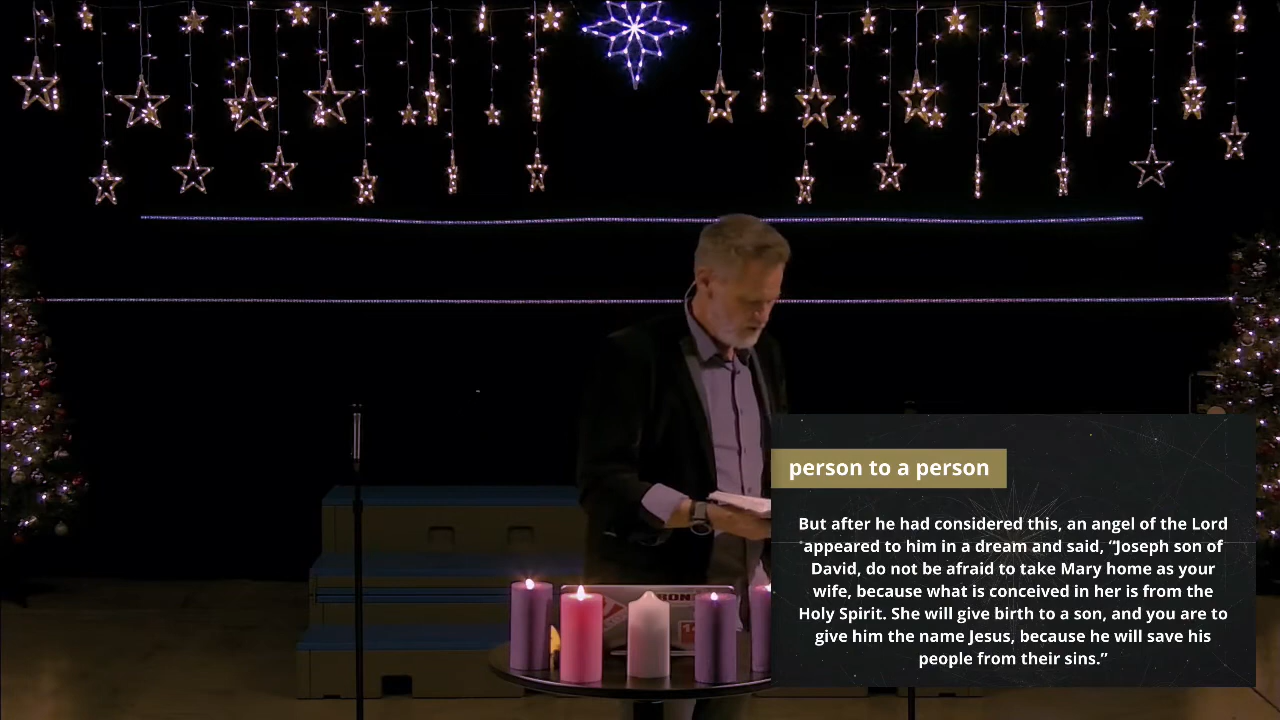 person to a person
But after he had considered this, an angel of the Lord
appeared to him in a dream and said, “Joseph son of
David, do not be afraid to take Mary home as your
wife, because what is conceived in her is from the
Holy Spirit. She will give birth to a son, and you are to
give him the name Jesus, because he will save his
people from their sins.”